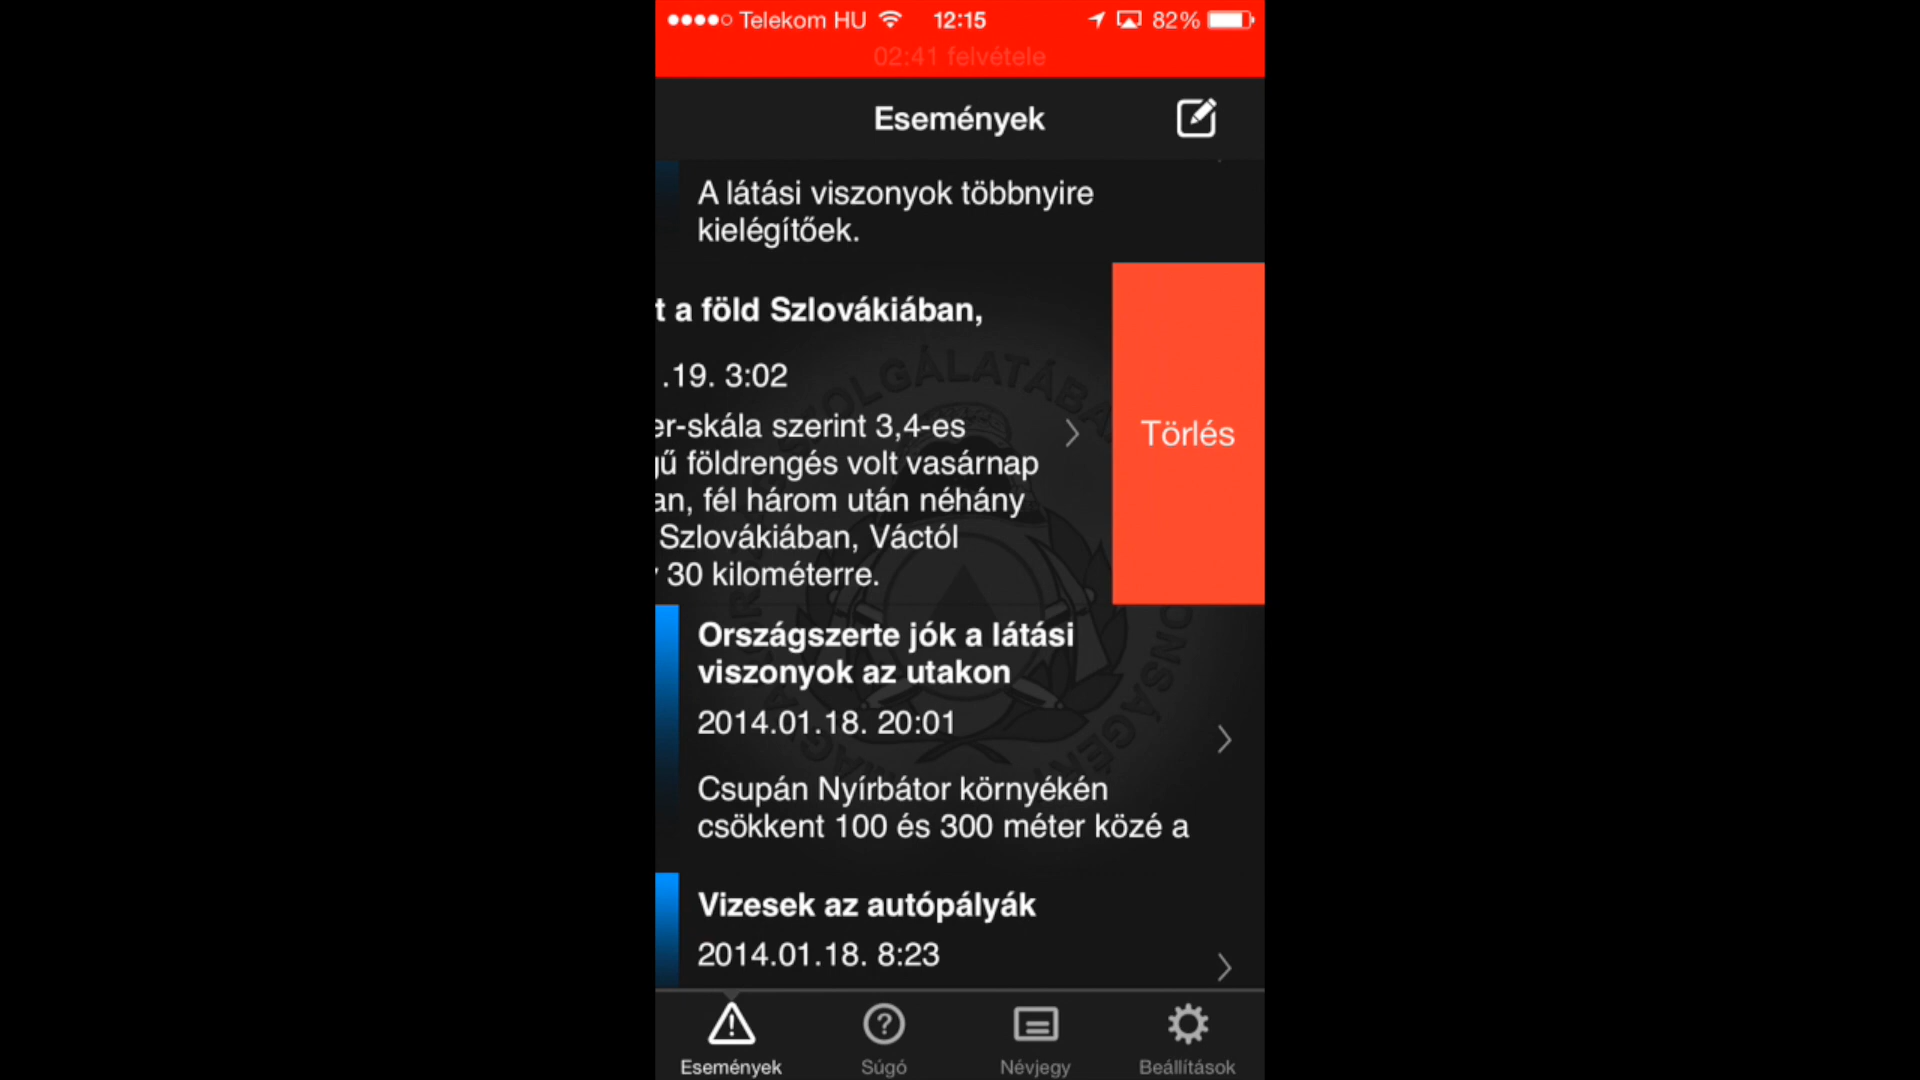 Telekom HU 12:15 82%
02:41 felvétele
Események
A látási viszonyok többnyire
kielégítőek.
t a föld Szlovákiában,
.19. 3:02
er-skála szerint 3,4-es
gű földrengés volt vasárnap
an, fél három után néhány
Szlovákiában, Váctól
30 kilométerre.
Törlés
Országszerte jók a látási
viszonyok az utakon
2014.01.18. 20:01
Csupán Nyírbátor környékén
csökkent 100 és 300 méter közé a
Vizesek az autópályák
2014.01.18. 8:23
Események Súgó Névjegy Beállítások